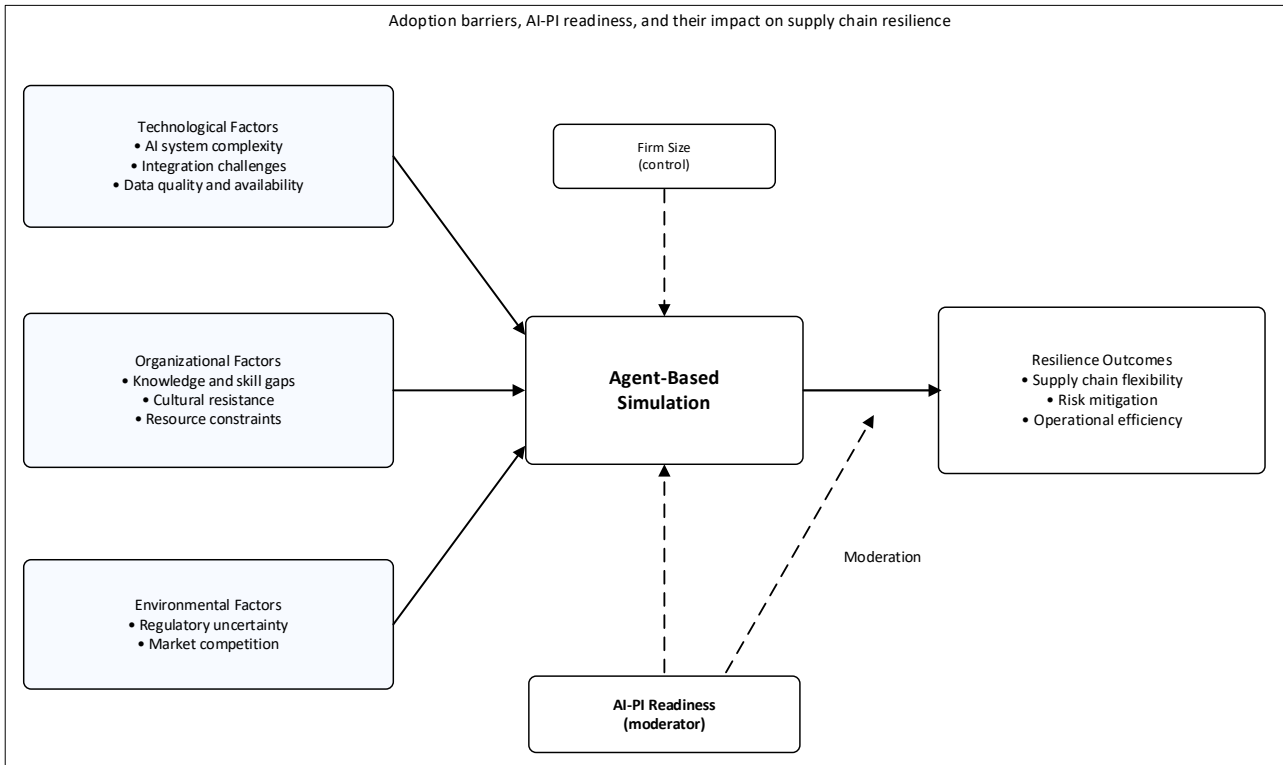 Adoption barriers, AI-PI readiness, and their impact on supply chain resilience
Technological Factors
• AI system complexity
• Integration challenges
• Data quality and availability
Firm Size
(control)
Organizational Factors
• Knowledge and skill gaps
• Cultural resistance
• Resource constraints
Agent-Based
Simulation
Resilience Outcomes
• Supply chain flexibility
• Risk mitigation
• Operational efficiency
Environmental Factors
• Regulatory uncertainty
• Market competition
Moderation
AI-PI Readiness
(moderator)